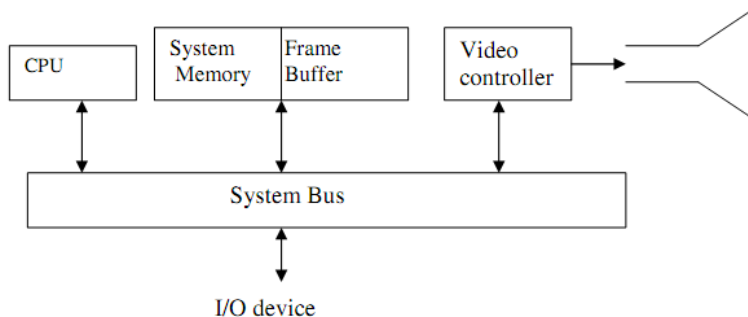 CPU
System
Memory
Frame
Buffer
Video
controller
System Bus
I/O device